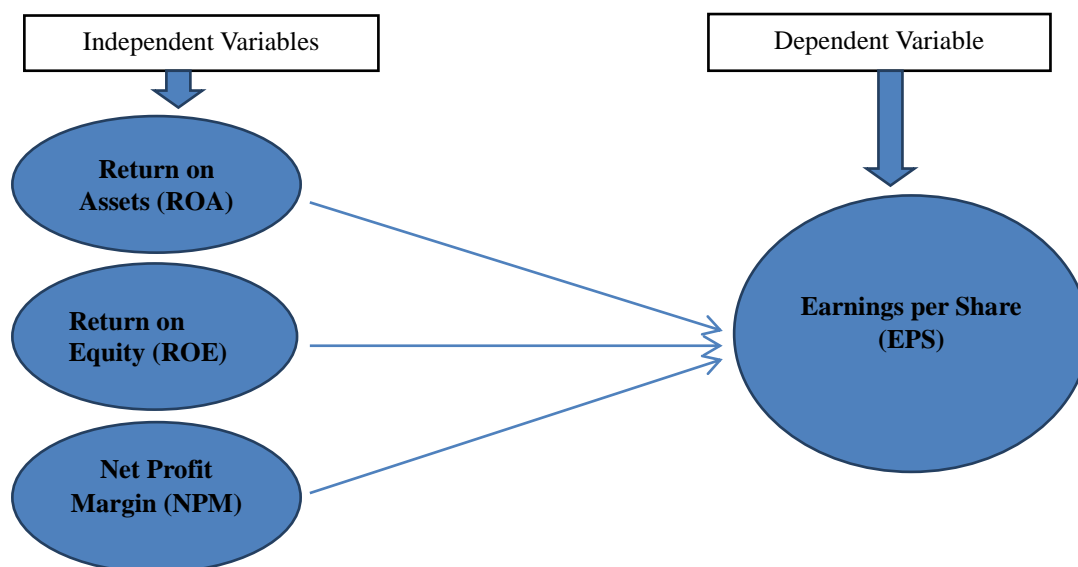 Independent Variables
Dependent Variable
Return on
Assets (ROA)
Return on
Equity (ROE)
Earnings per Share
(EPS)
Net Profit
Margin (NPM)